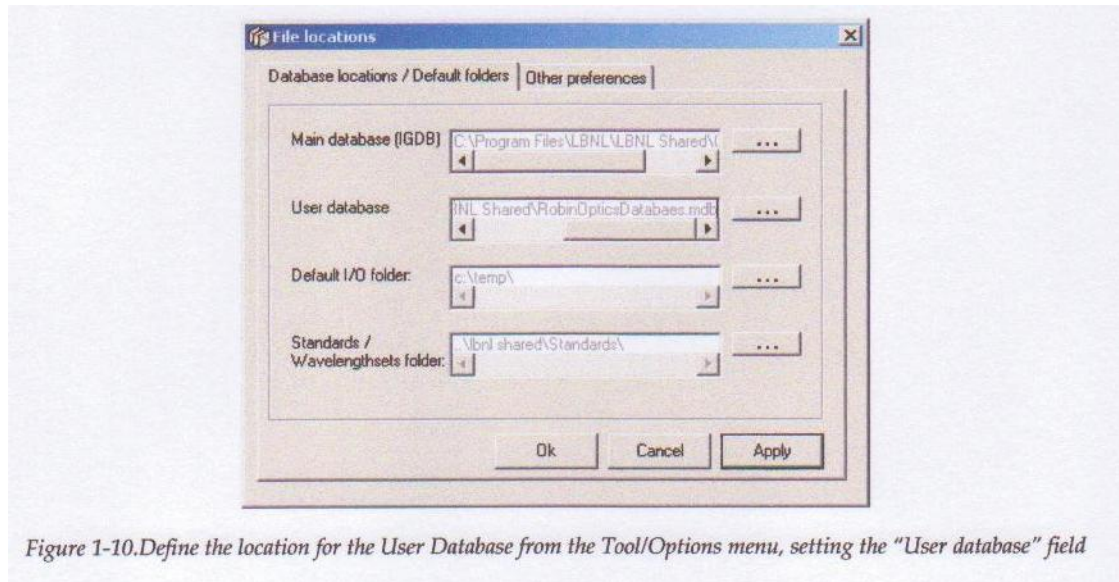 File locations
Database locations / Default folders
Other preferences
Main database (IGDB)
C:\Program Files\LBNL\LBNL Shared\
...
User database
NL Shared\RobinOpticsDatabaes.mdb
...
Default I/O folder:
c:\temp\
...
Standards /
Wavelengthsets folder:
..\lbnl shared\Standards\
...
Ok
Cancel
Apply
Figure 1-10.Define the location for the User Database from the Tool/Options menu, setting the "User database" field